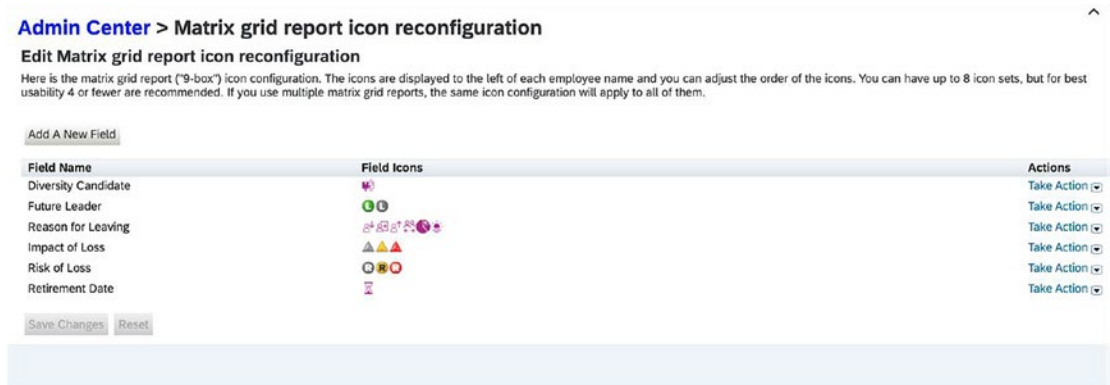 Admin Center > Matrix grid report icon reconfiguration
Edit Matrix grid report icon reconfiguration
Here is the matrix grid report ("9-box") icon configuration. The icons are displayed to the left of each employee name and you can adjust the order of the icons. You can have up to 8 icon sets, but for best
usability 4 or fewer are recommended. If you use multiple matrix grid reports, the same icon configuration will apply to all of them.
Add A New Field
Field Name Field Icons Actions
Diversity Candidate Take Action
Future Leader L L Take Action
Reason for Leaving Take Action
Impact of Loss Take Action
Risk of Loss R R R Take Action
Retirement Date Take Action
Save Changes Reset